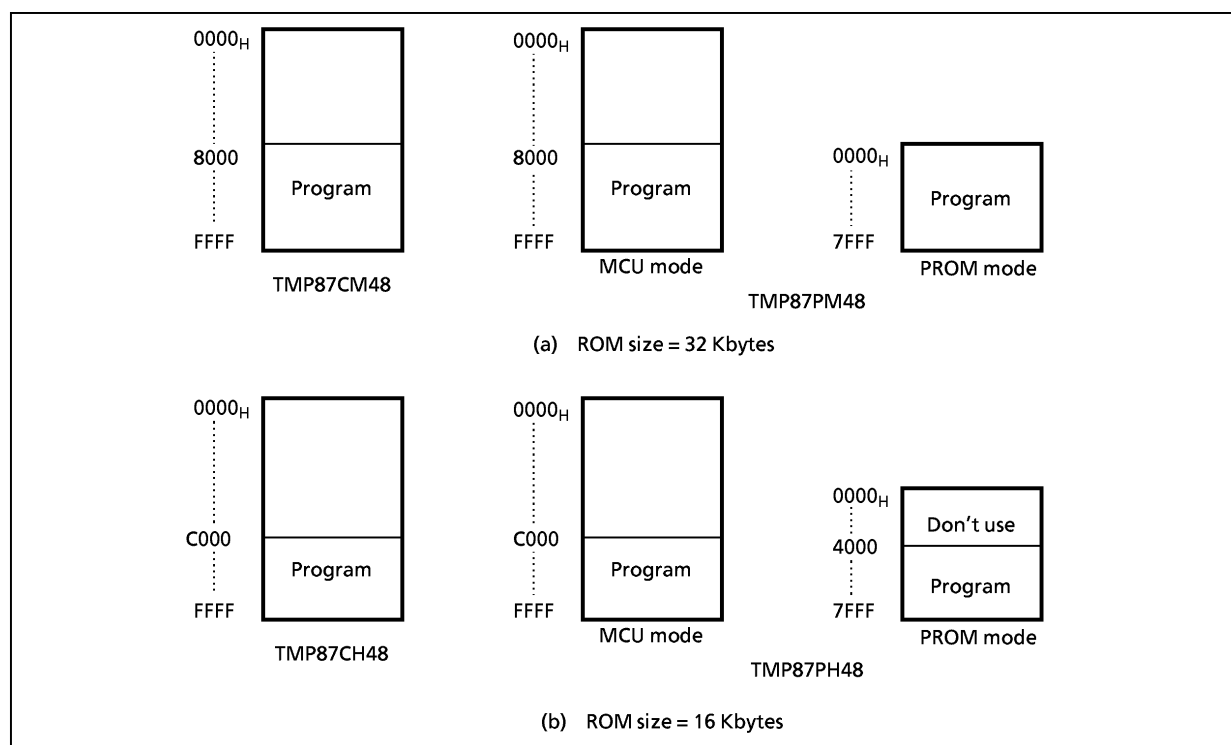 0000H
8000
Program
FFFF
TMP87CM48
0000H
8000
Program
FFFF
MCU mode
0000H
Program
7FFF
PROM mode
TMP87PM48
(a) ROM size = 32 Kbytes
0000H
C000
Program
FFFF
TMP87CH48
0000H
C000
Program
FFFF
MCU mode
0000H
Don't use
4000
Program
7FFF
PROM mode
TMP87PH48
(b) ROM size = 16 Kbytes